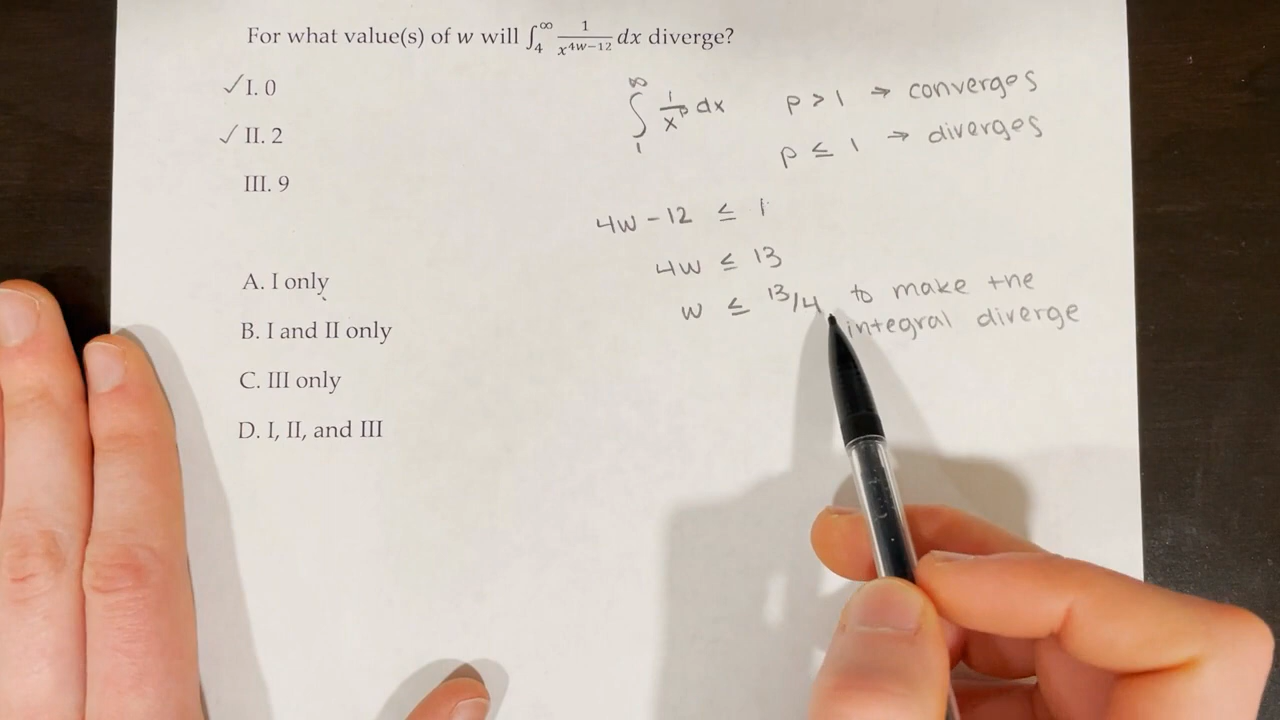 For what value(s) of w will ∫₄^∞ 1/x^(4w−12) dx diverge?
✓ I. 0
✓ II. 2
III. 9
A. I only
B. I and II only
C. III only
D. I, II, and III
∫₁^∞ 1/x^p dx p > 1 → converges
p ≤ 1 → diverges
4w - 12 ≤ 1
4w ≤ 13
w ≤ 13/4 to make the
integral diverge